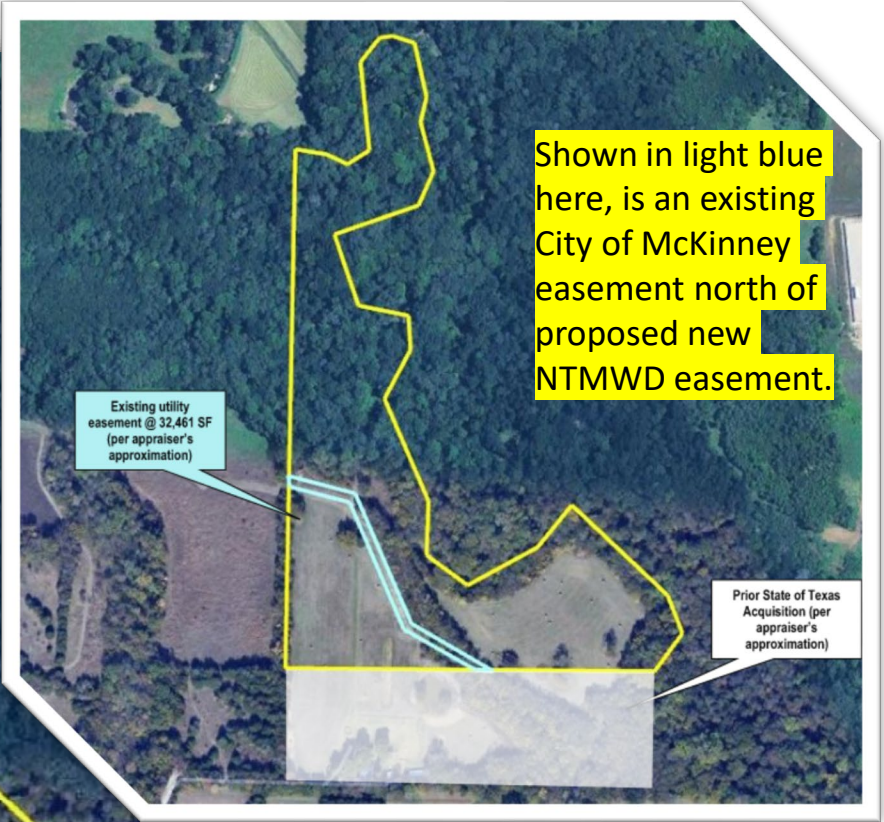 Shown in light blue
here, is an existing
City of McKinney
easement north of
proposed new
NTMWD easement.
Existing utility
easement @ 32,461 SF
(per appraiser's
approximation)
Prior State of Texas
Acquisition (per
appraiser's
approximation)